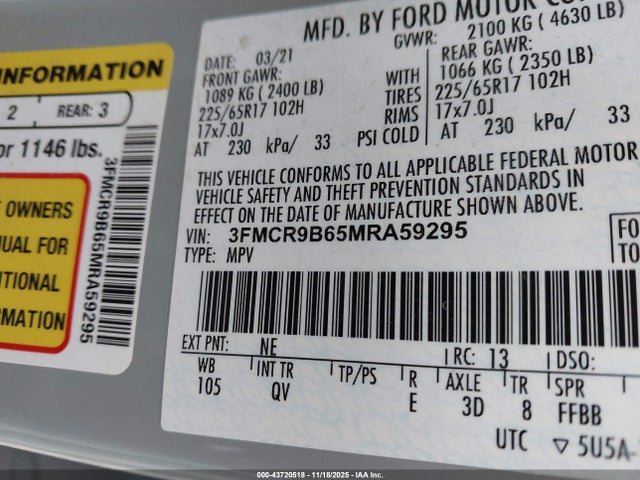 INFORMATION
2 REAR: 3
or 1146 lbs.
OWNERS
FOR
3FMCR9B65MRA59295
MFD. BY FORD MOTOR CO
DATE: 03/21 GVWR: 2100 KG ( 4630 LB)
FRONT GAWR: REAR GAWR:
1089 KG ( 2400 LB) WITH 1066 KG ( 2350 LB)
225/65R17 102H TIRES 225/65R17 102H
17x7.0J RIMS 17x7.0J
AT 230 kPa/ 33 PSI COLD AT 230 kPa/ 33
THIS VEHICLE CONFORMS TO ALL APPLICABLE FEDERAL MOTOR
VEHICLE SAFETY AND THEFT PREVENTION STANDARDS IN
EFFECT ON THE DATE OF MANUFACTURE SHOWN ABOVE.
VIN: 3FMCR9B65MRA59295
TYPE: MPV
FO
TO
EXT PNT: NE RC: 13 DSO:
WB INT TR TP/PS R AXLE TR SPR
105 QV E 3D 8 FFBB
UTC ▽ 5U5A-
000-43720518 - 11/18/2025 - IAA Inc.